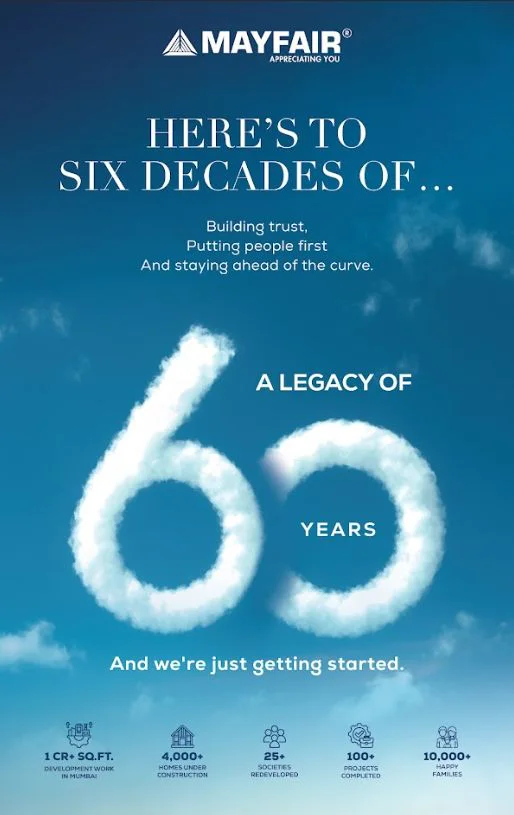 MAYFAIR®
APPRECIATING YOU
HERE'S TO
SIX DECADES OF...
Building trust,
Putting people first
And staying ahead of the curve.
A LEGACY OF
60
YEARS
And we're just getting started.
1 CR+ SQ.FT.
DEVELOPMENT WORK
IN MUMBAI
4,000+
HOMES UNDER
CONSTRUCTION
25+
SOCIETIES
REDEVELOPED
100+
PROJECTS
COMPLETED
10,000+
HAPPY
FAMILIES